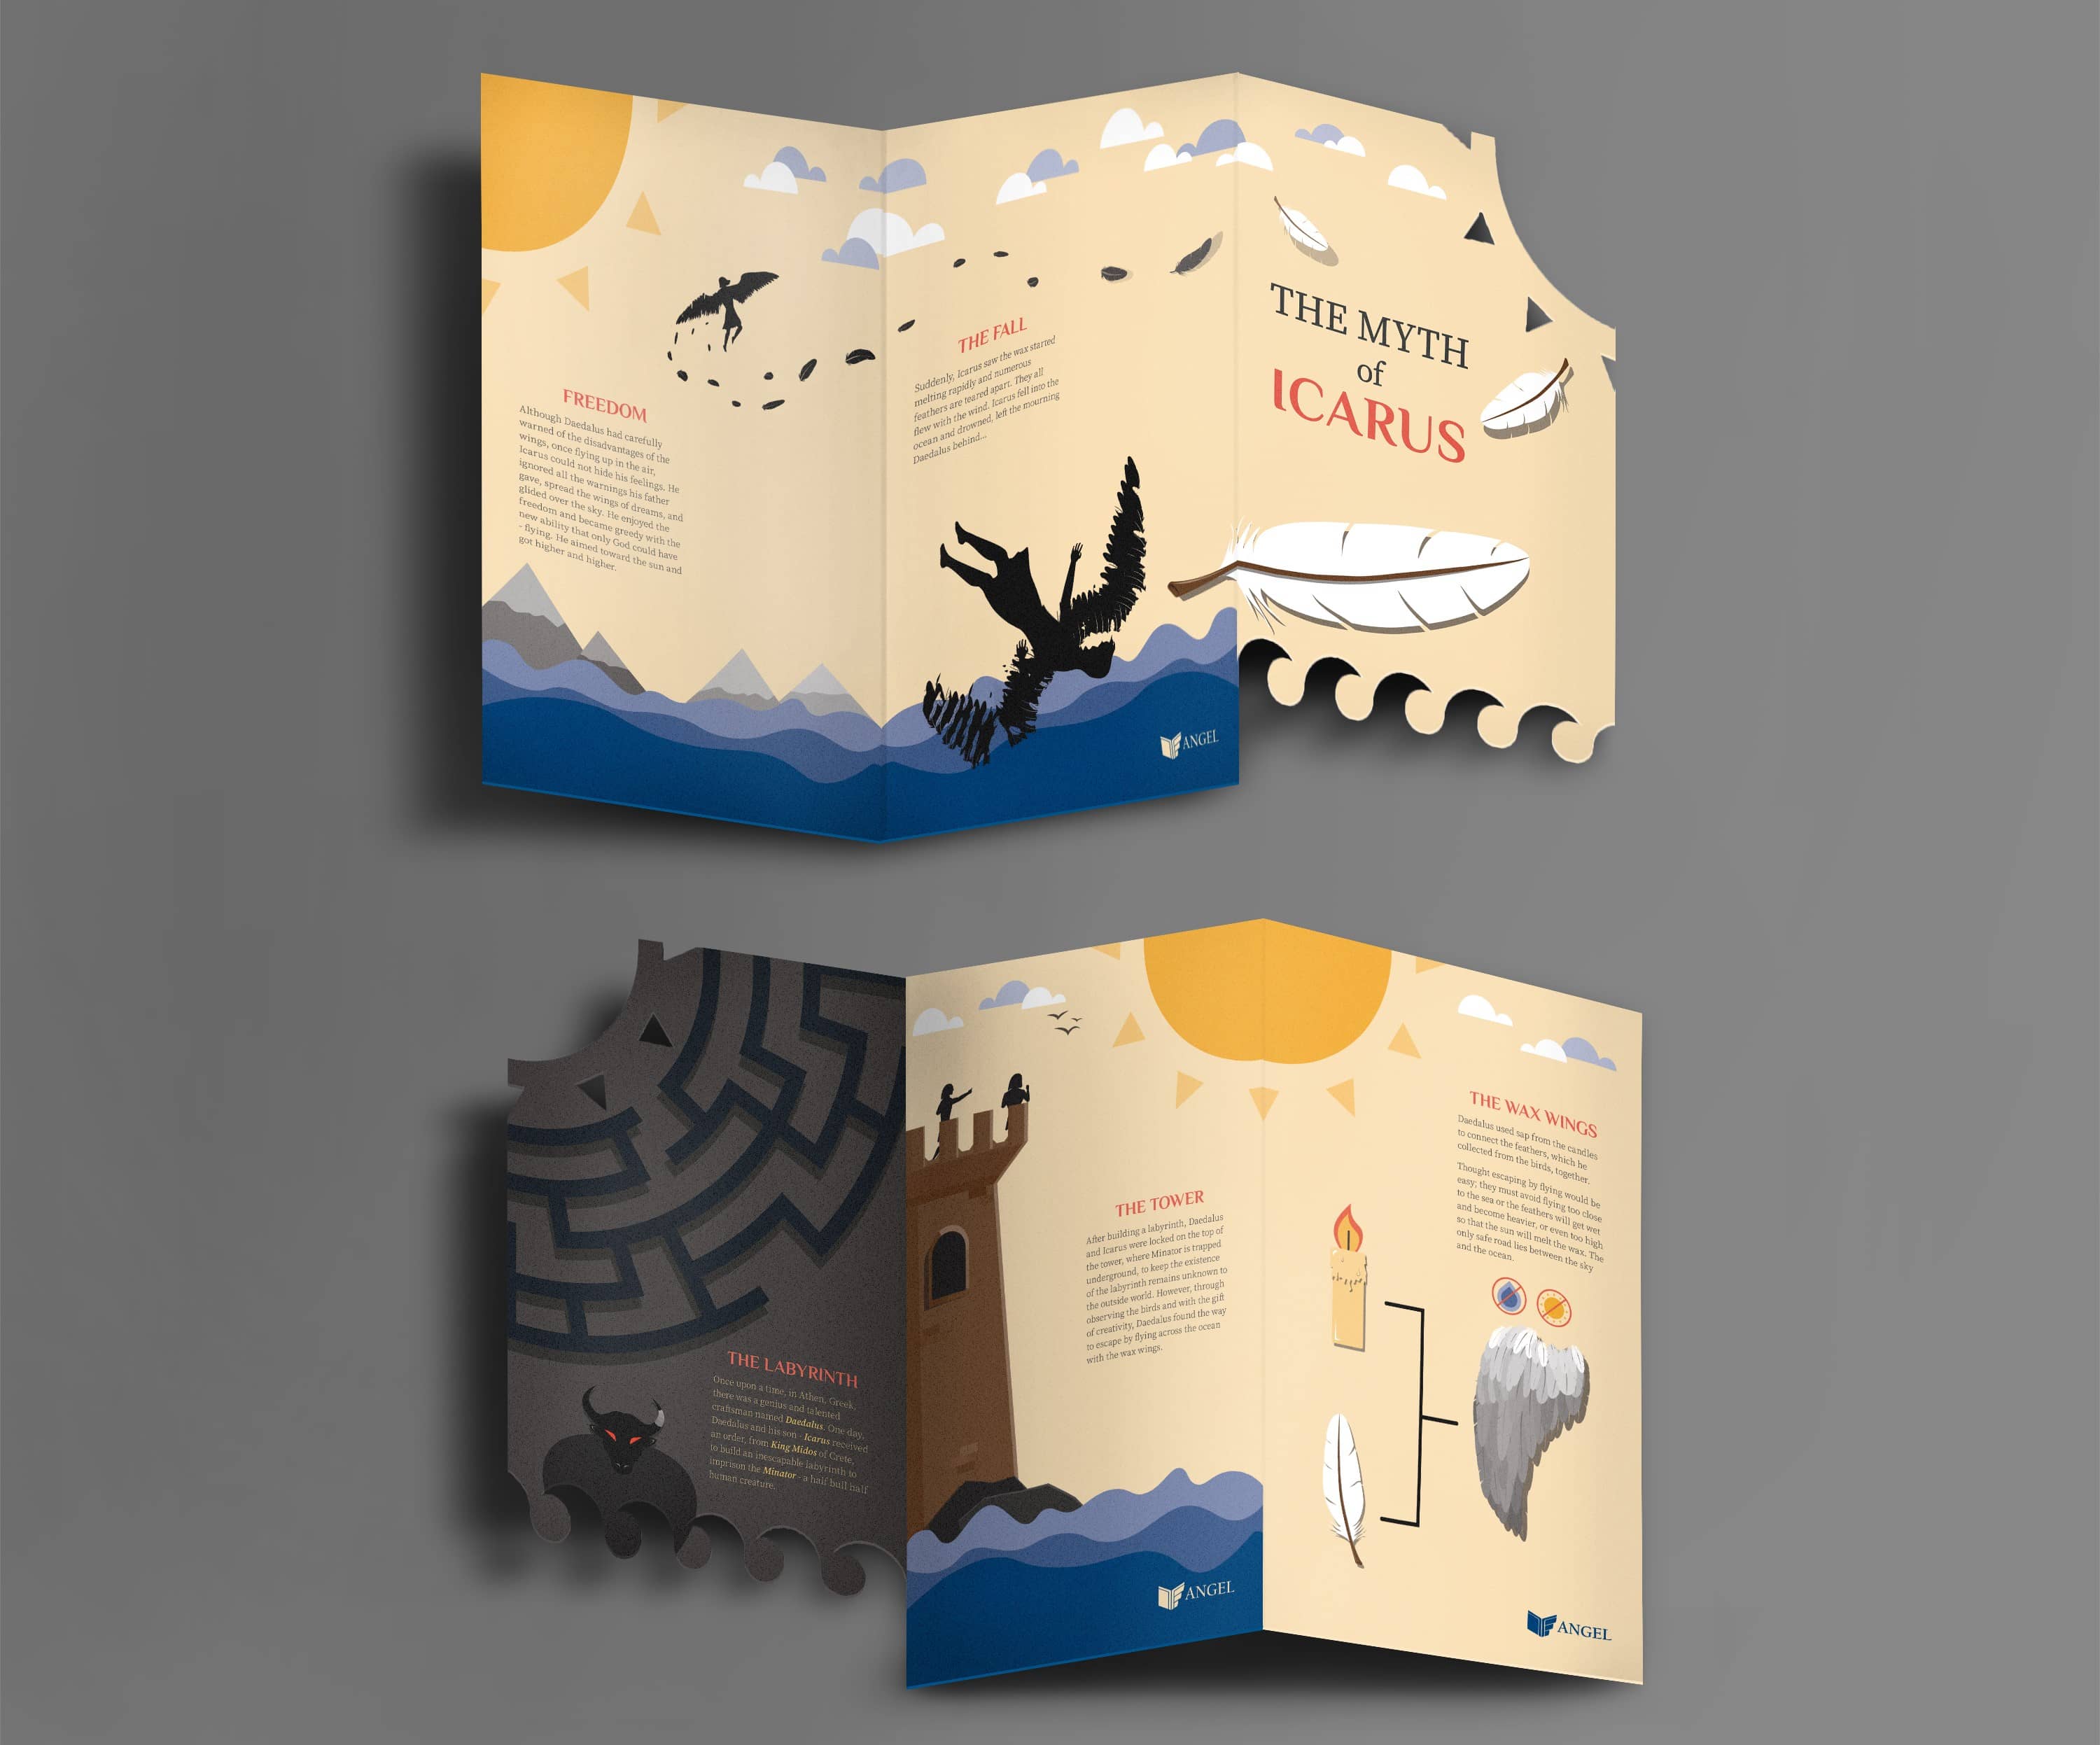 FREEDOM
Although Daedalus had carefully
warned of the disadvantages of the
wings, once flying up in the air,
Icarus could not hide his feelings. He
ignored all the warnings his father
gave, spread the wings of dreams, and
glided over the sky. He enjoyed the
freedom and became greedy with the
new ability that only God could have
- flying. He aimed toward the sun and
got higher and higher.
THE FALL
Suddenly, Icarus saw the wax started
melting rapidly and numerous
feathers are teared apart. They all
flew with the wind. Icarus fell into the
ocean and drowned, left the mourning
Daedalus behind...
ANGEL
THE MYTH
of
ICARUS
THE LABYRINTH
Once upon a time, in Athen, Greek,
there was a genius and talented
craftsman named Daedalus. One day,
Daedalus and his son - Icarus received
an order, from King Midos of Crete,
to build an inescapable labyrinth to
imprison the Minator - a half bull half
human creature.
THE TOWER
After building a labyrinth, Daedalus
and Icarus were locked on the top of
the tower, where Minator is trapped
underground, to keep the existence
of the labyrinth remains unknown to
the outside world. However, through
observing the birds and with the gift
of creativity, Daedalus found the way
to escape by flying across the ocean
with the wax wings.
ANGEL
THE WAX WINGS
Daedalus used sap from the candles
to connect the feathers, which he
collected from the birds, together.
Thought escaping by flying would be
easy; they must avoid flying too close
to the sea or the feathers will get wet
and become heavier, or even too high
so that the sun will melt the wax. The
only safe road lies between the sky
and the ocean.
ANGEL